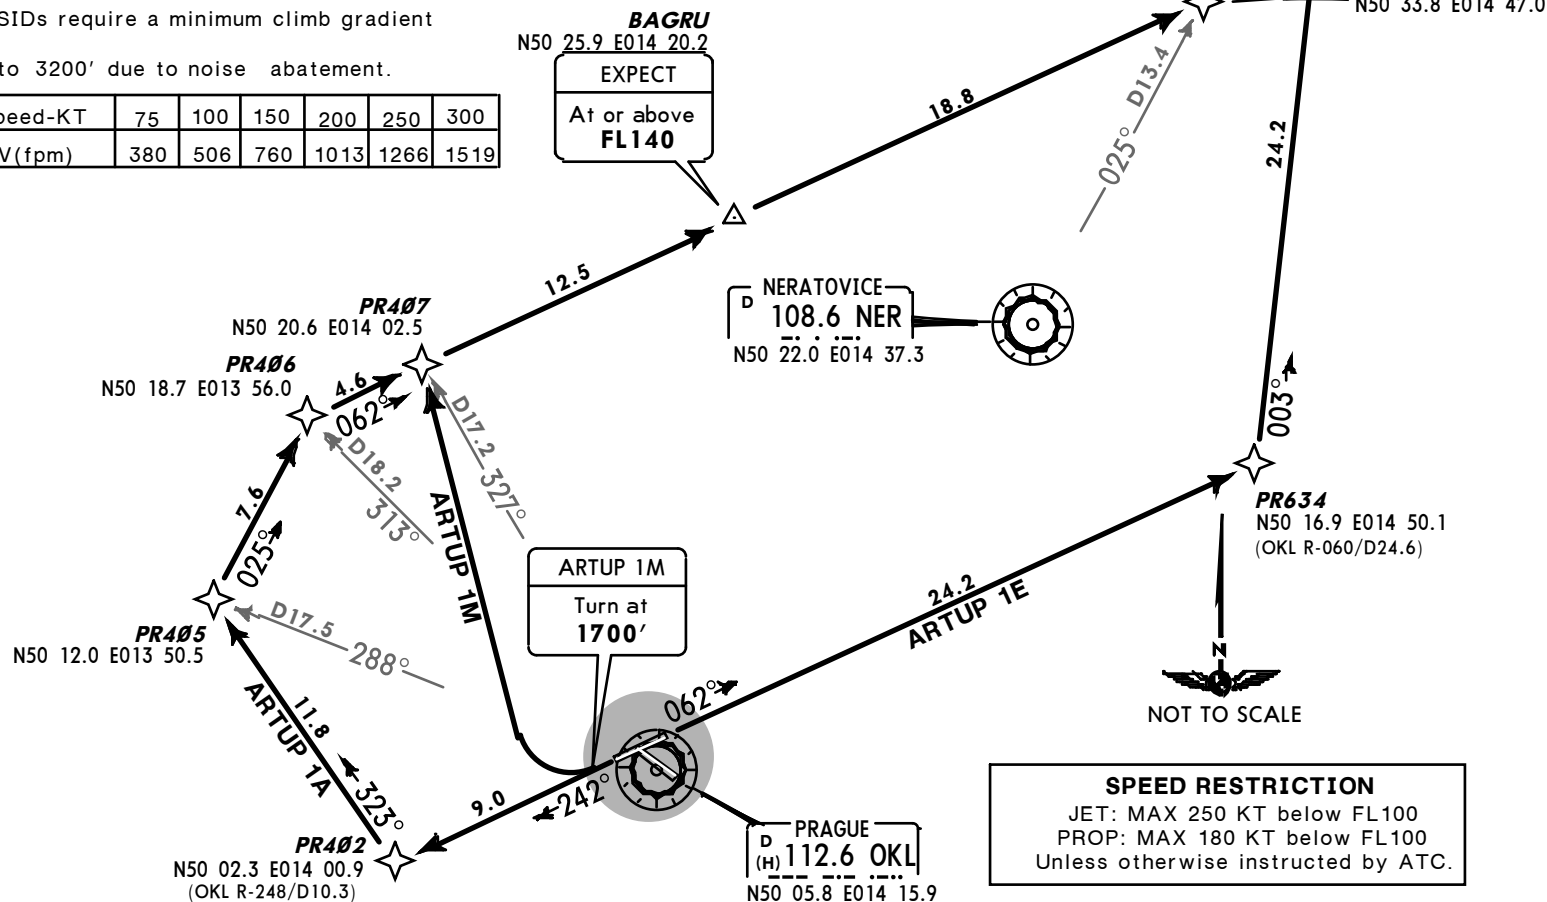 SIDs require a minimum climb gradient
to 3200' due to noise abatement.
peed-KT 75 100 150 200 250 300
V(fpm) 380 506 760 1013 1266 1519
BAGRU
N50 25.9 E014 20.2
EXPECT
At or above
FL140
N50 33.8 E014 47.0
18.8
D13.4
025°
24.2
12.5
NERATOVICE
D 108.6 NER
N50 22.0 E014 37.3
PR4Ø7
N50 20.6 E014 02.5
PR4Ø6
N50 18.7 E013 56.0
4.6
062°
D17.2
327°
D18.2
313°
ARTUP 1M
7.6
025°
003°
PR634
N50 16.9 E014 50.1
(OKL R-060/D24.6)
ARTUP 1M
Turn at
1700'
24.2
ARTUP 1E
PR4Ø5
N50 12.0 E013 50.5
D17.5
288°
N
NOT TO SCALE
062°
11.8
ARTUP 1A
323°
9.0
242°
PR4Ø2
N50 02.3 E014 00.9
(OKL R-248/D10.3)
PRAGUE
D
(H) 112.6 OKL
N50 05.8 E014 15.9
SPEED RESTRICTION
JET: MAX 250 KT below FL100
PROP: MAX 180 KT below FL100
Unless otherwise instructed by ATC.